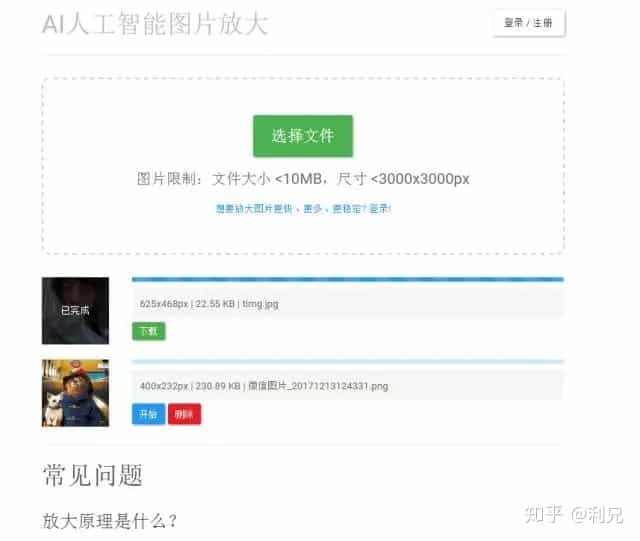 AI人工智能图片放大
登录 / 注册
选择文件
图片限制：文件大小 <10MB，尺寸 <3000x3000px
想要放大图片更快、更多、更稳定? 登录!
已完成
625x468px | 22.55 KB | timg.jpg
下载
400x232px | 230.89 KB | 微信图片_20171213124331.png
开始 删除
常见问题
放大原理是什么？
知乎 @利兄